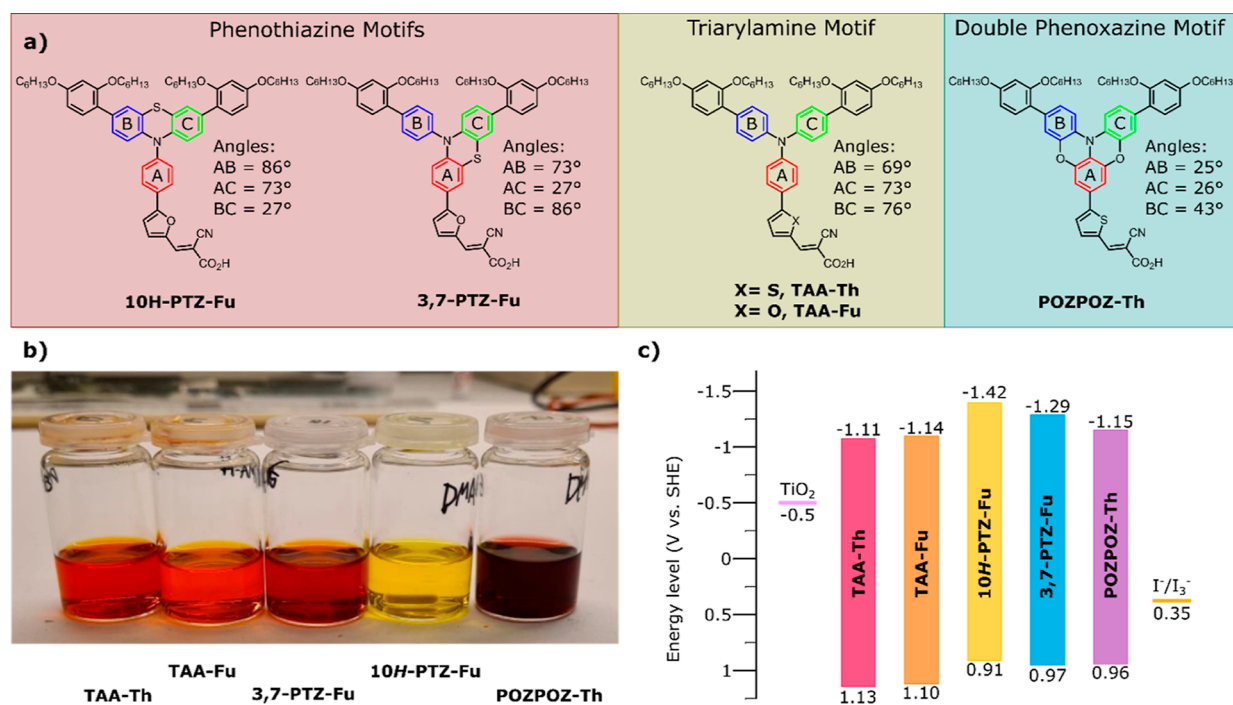 a)
Phenothiazine Motifs
Triarylamine Motif
Double Phenoxazine Motif
C₆H₁₃O
OC₆H₁₃
C₆H₁₃O
OC₆H₁₃
S
B
C
N
A
O
CN
CO₂H
Angles:
AB = 86°
AC = 73°
BC = 27°
10H-PTZ-Fu
C₆H₁₃O
OC₆H₁₃
C₆H₁₃O
OC₆H₁₃
B
C
N
S
A
O
CN
CO₂H
Angles:
AB = 73°
AC = 27°
BC = 86°
3,7-PTZ-Fu
C₆H₁₃O
OC₆H₁₃
C₆H₁₃O
OC₆H₁₃
B
C
N
A
X
CN
CO₂H
Angles:
AB = 69°
AC = 73°
BC = 76°
X= S, TAA-Th
X= O, TAA-Fu
C₆H₁₃O
OC₆H₁₃
C₆H₁₃O
OC₆H₁₃
B
C
N
O
A
O
S
CN
CO₂H
Angles:
AB = 25°
AC = 26°
BC = 43°
POZPOZ-Th
b)
DMA
TAA-Th
TAA-Fu
3,7-PTZ-Fu
10H-PTZ-Fu
POZPOZ-Th
c)
Energy level (V vs. SHE)
-1.5
-1
-0.5
0
0.5
1
TiO₂
-0.5
-1.11
TAA-Th
1.13
-1.14
TAA-Fu
1.10
-1.42
10H-PTZ-Fu
0.91
-1.29
3,7-PTZ-Fu
0.97
-1.15
POZPOZ-Th
0.96
I⁻/I₃⁻
0.35